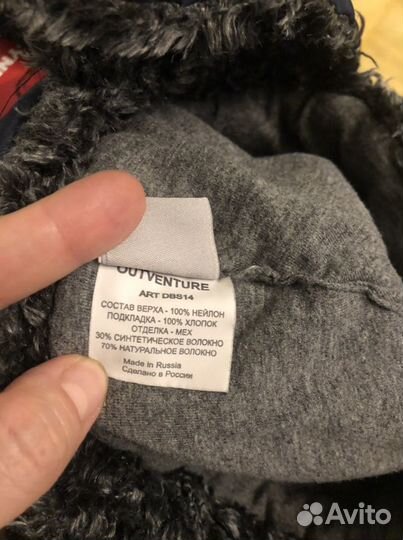 OUTVENTURE
ART DBS14
СОСТАВ ВЕРХА - 100% НЕЙЛОН
ПОДКЛАДКА - 100% ХЛОПОК
ОТДЕЛКА - МЕХ
30% СИНТЕТИЧЕСКОЕ ВОЛОКНО
70% НАТУРАЛЬНОЕ ВОЛОКНО
Made in Russia
Сделано в России
Avito